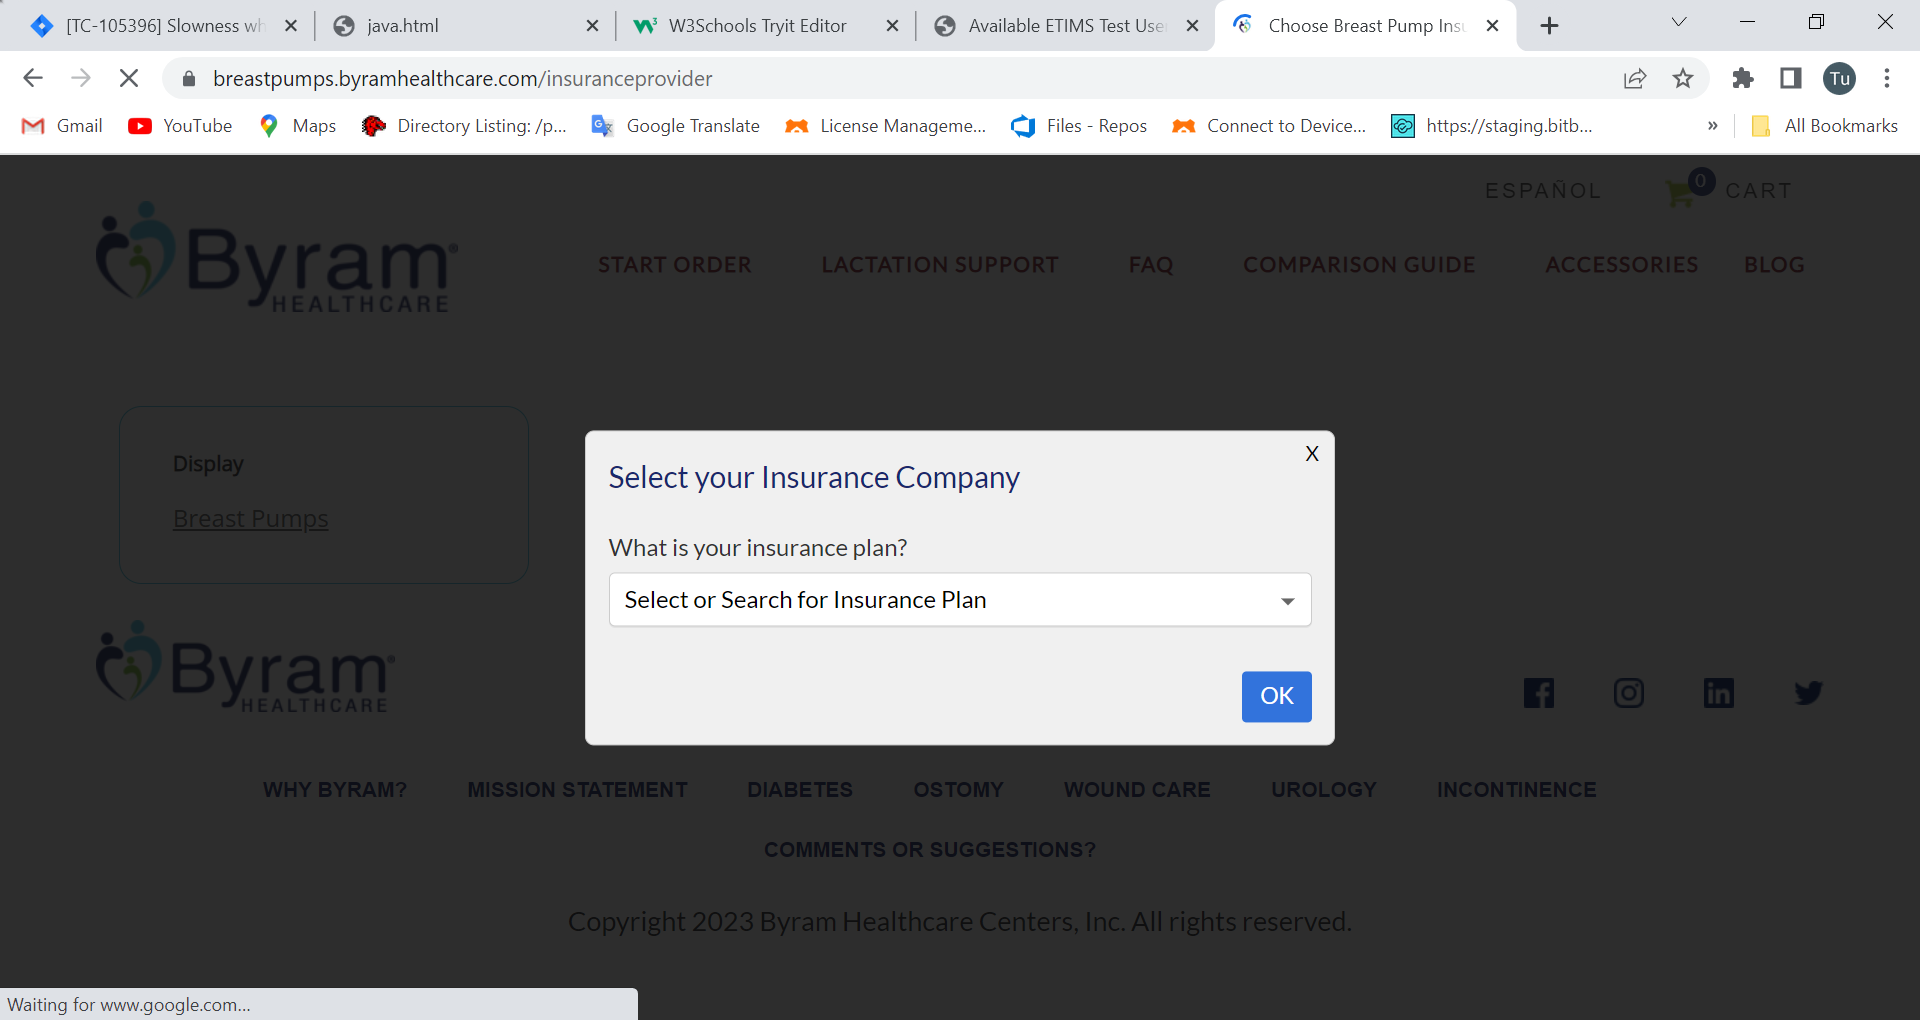 [TC-105396] Slowness wh
java.html
W3Schools Tryit Editor
Available ETIMS Test Use
Choose Breast Pump Insu
breastpumps.byramhealthcare.com/insuranceprovider
Tu
Gmail
YouTube
Maps
Directory Listing: /p...
Google Translate
License Manageme...
Files - Repos
Connect to Device...
https://staging.bitb...
»
All Bookmarks
ESPAÑOL
0
CART
Byram®
HEALTHCARE
START ORDER
LACTATION SUPPORT
FAQ
COMPARISON GUIDE
ACCESSORIES
BLOG
Display
Breast Pumps
X
Select your Insurance Company
What is your insurance plan?
Select or Search for Insurance Plan
OK
Byram®
HEALTHCARE
WHY BYRAM?
MISSION STATEMENT
DIABETES
OSTOMY
WOUND CARE
UROLOGY
INCONTINENCE
COMMENTS OR SUGGESTIONS?
Copyright 2023 Byram Healthcare Centers, Inc. All rights reserved.
Waiting for www.google.com...